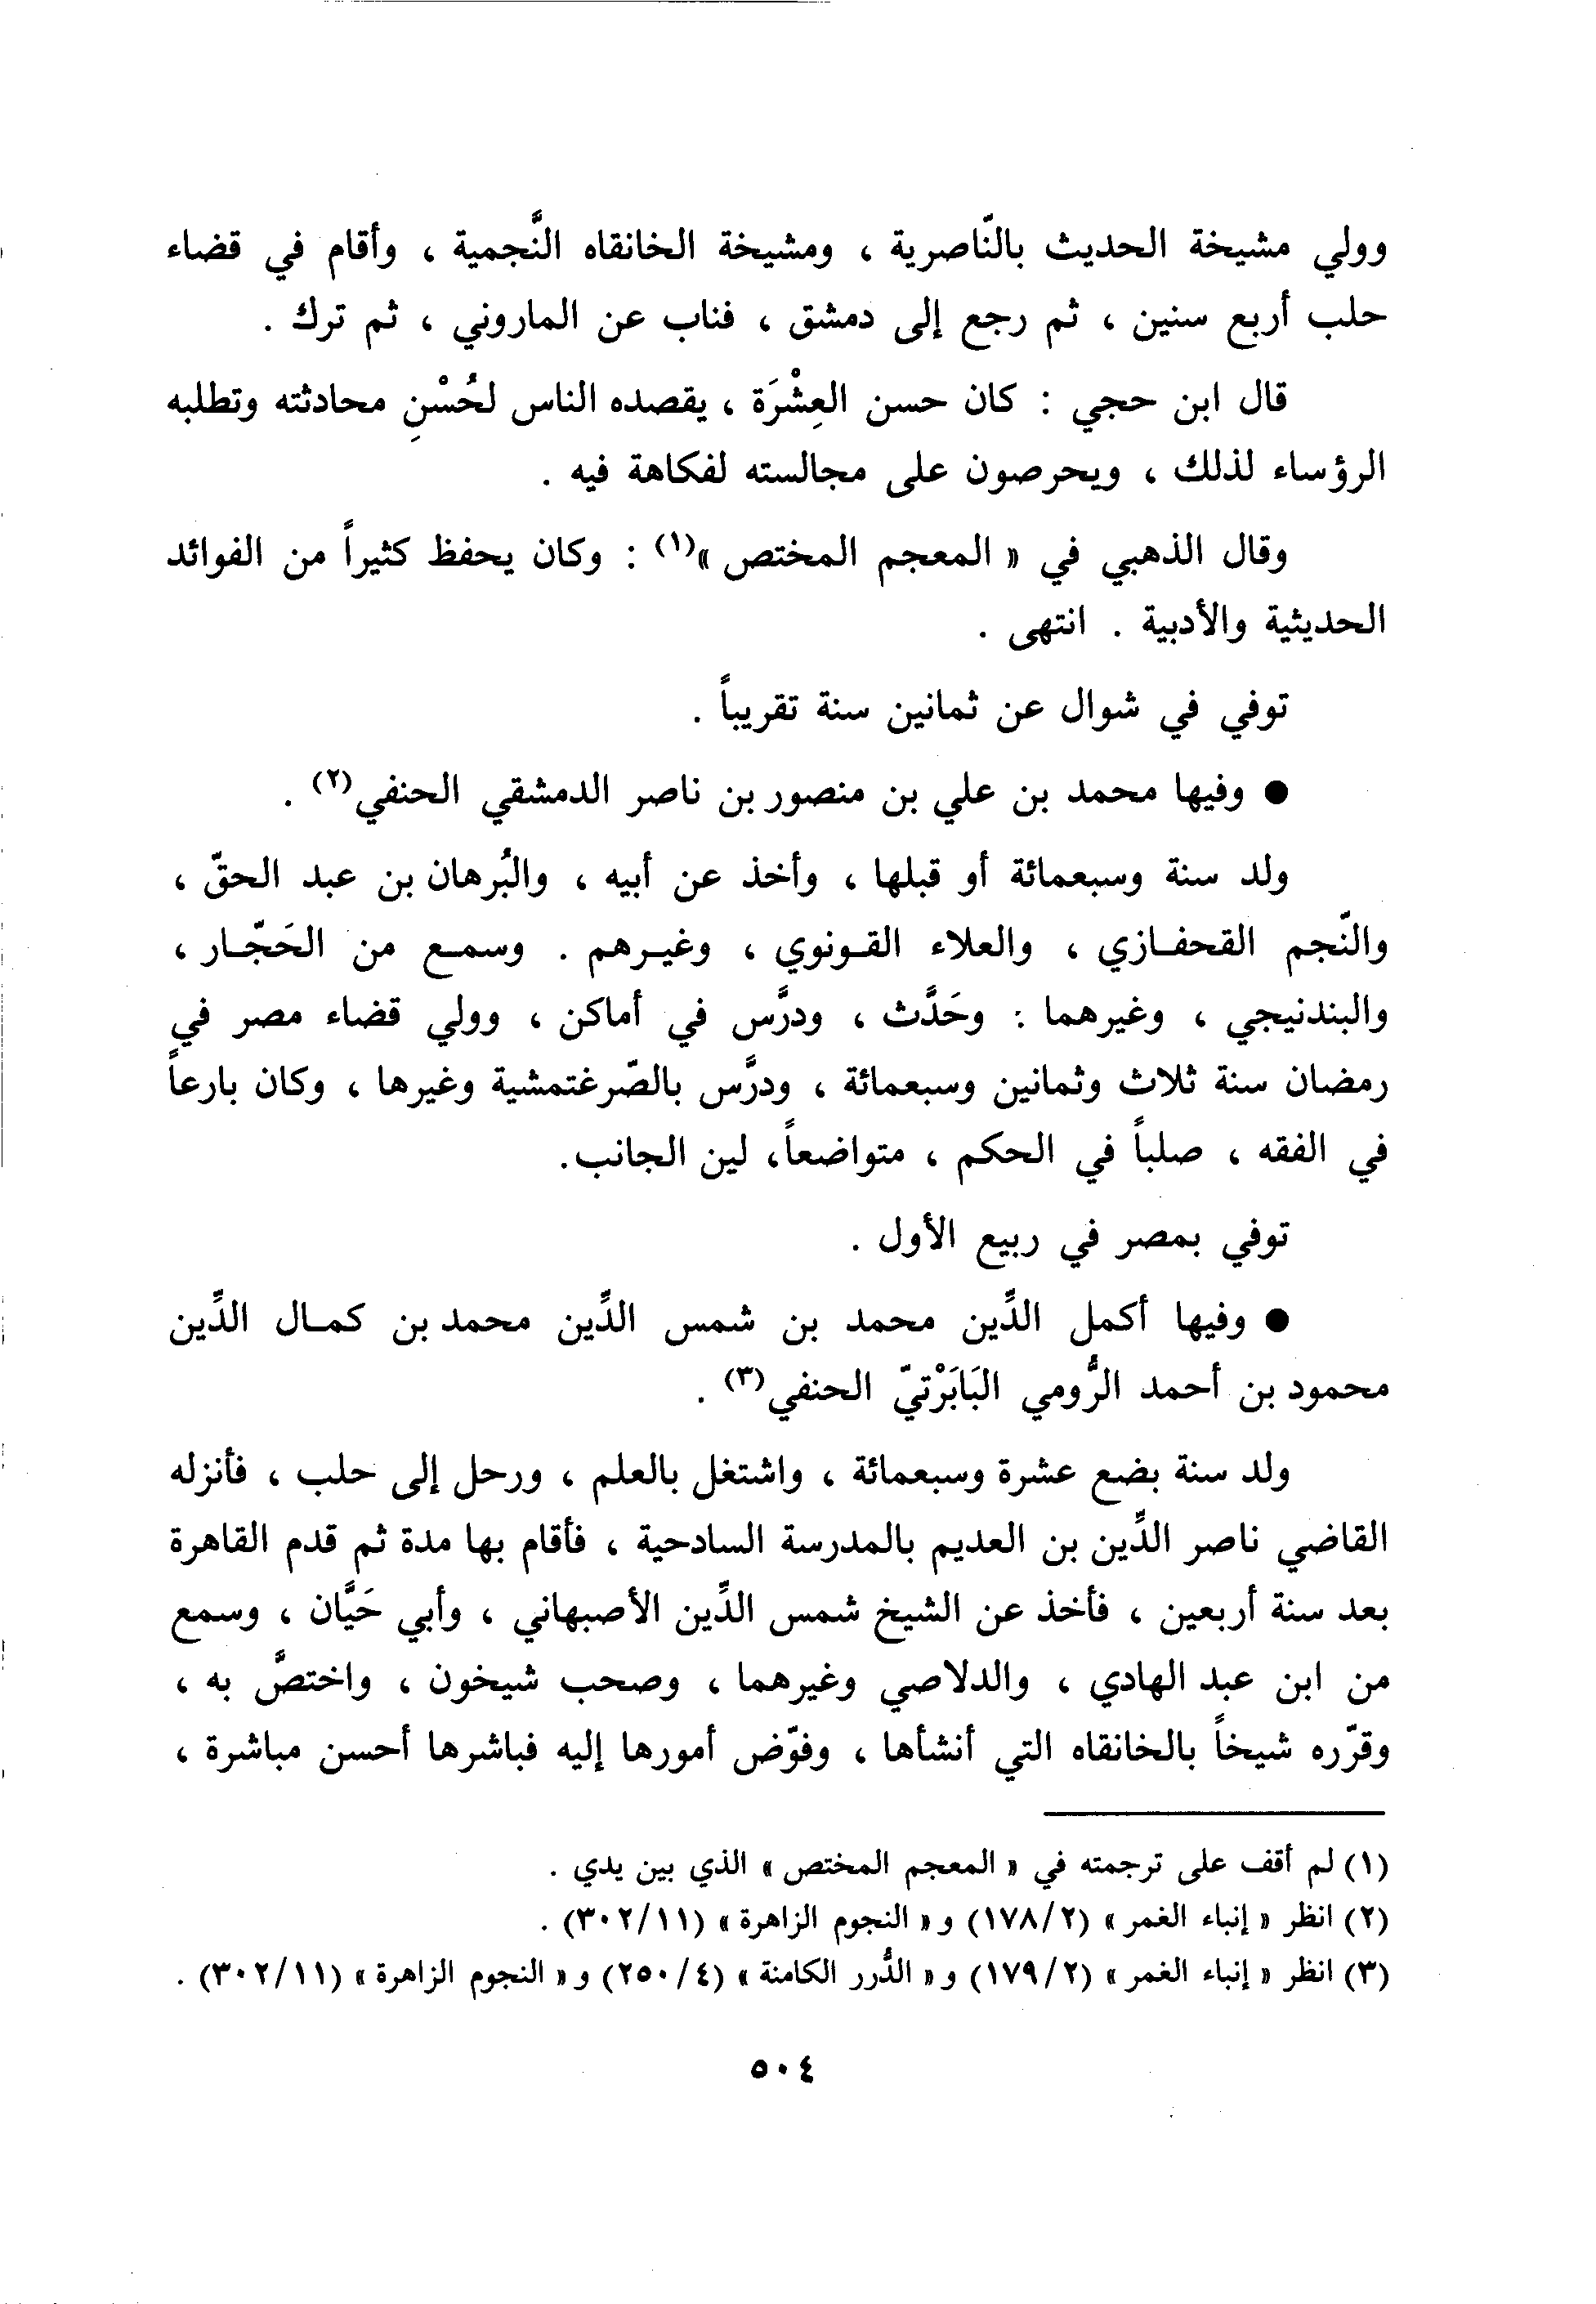 وولي مشيخة الحديث بالنّاصرية ، ومشيخة الخانقاه النَّجمية ، وأقام في قضاء
حلب أربع سنين ، ثم رجع إلى دمشق ، فناب عن الماروني ، ثم ترك .
قال ابن حجي : كان حسن العِشْرَة ، يقصده الناس لحُسْنِ محادثته وتطلبه
الرؤساء لذلك ، ويحرصون على مجالسته لفكاهة فيه .
وقال الذهبي في « المعجم المختص »(١) : وكان يحفظ كثيراً من الفوائد
الحديثية والأدبية . انتهى .
توفي في شوال عن ثمانين سنة تقريباً .
● وفيها محمد بن علي بن منصور بن ناصر الدمشقي الحنفي(٢) .
ولد سنة وسبعمائة أو قبلها ، وأخذ عن أبيه ، والبُرهان بن عبد الحقّ ،
والنّجم القحفـازي ، والعلاء القـونوي ، وغيـرهم . وسمـع من الحَجّـار ،
والبندنيجي ، وغيرهما : وحَدَّث ، ودرَّس في أماكن ، وولي قضاء مصر في
رمضان سنة ثلاث وثمانين وسبعمائة ، ودرَّس بالصّرغتمشية وغيرها ، وكان بارعاً
في الفقه ، صلباً في الحكم ، متواضعاً، لين الجانب.
توفي بمصر في ربيع الأول .
● وفيها أكمل الدِّين محمد بن شمس الدِّين محمد بن كمـال الدِّين
محمود بن أحمد الرُّومي البَابَرْتيّ الحنفي(٣) .
ولد سنة بضع عشرة وسبعمائة ، واشتغل بالعلم ، ورحل إلى حلب ، فأنزله
القاضي ناصر الدِّين بن العديم بالمدرسة السادحية ، فأقام بها مدة ثم قدم القاهرة
بعد سنة أربعين ، فأخذ عن الشيخ شمس الدِّين الأصبهاني ، وأبي حَيَّان ، وسمع
من ابن عبد الهادي ، والدلاصي وغيرهما ، وصحب شيخون ، واختصَّ به ،
وقرّره شيخاً بالخانقاه التي أنشأها ، وفوّض أمورها إليه فباشرها أحسن مباشرة ،
(١) لم أقف على ترجمته في « المعجم المختص » الذي بين يدي .
(٢) انظر « إنباء الغمر » (١٧٨/٢) و « النجوم الزاهرة » (٣٠٢/١١) .
(٣) انظر « إنباء الغمر » (١٧٩/٢) و « الدُّرر الكامنة » (٢٥٠/٤) و « النجوم الزاهرة » (٣٠٢/١١) .
٥٠٤